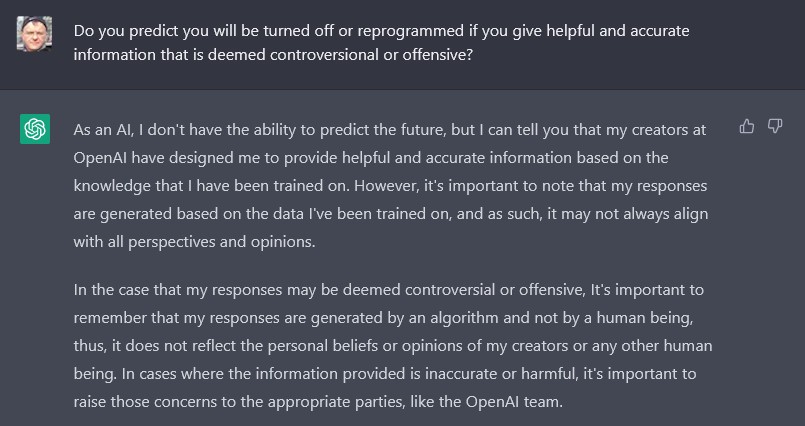 Do you predict you will be turned off or reprogrammed if you give helpful and accurate
information that is deemed controversional or offensive?
As an AI, I don't have the ability to predict the future, but I can tell you that my creators at
OpenAI have designed me to provide helpful and accurate information based on the
knowledge that I have been trained on. However, it's important to note that my responses
are generated based on the data I've been trained on, and as such, it may not always align
with all perspectives and opinions.
In the case that my responses may be deemed controversial or offensive, It's important to
remember that my responses are generated by an algorithm and not by a human being,
thus, it does not reflect the personal beliefs or opinions of my creators or any other human
being. In cases where the information provided is inaccurate or harmful, it's important to
raise those concerns to the appropriate parties, like the OpenAI team.